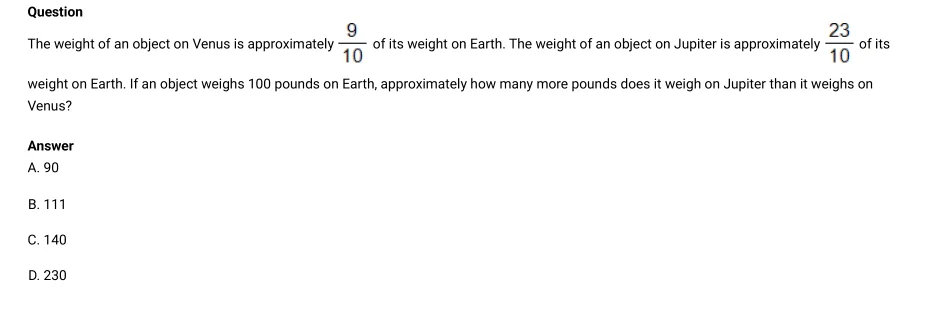 Question
The weight of an object on Venus is approximately 9/10 of its weight on Earth. The weight of an object on Jupiter is approximately 23/10 of its
weight on Earth. If an object weighs 100 pounds on Earth, approximately how many more pounds does it weigh on Jupiter than it weighs on
Venus?
Answer
A. 90
B. 111
C. 140
D. 230